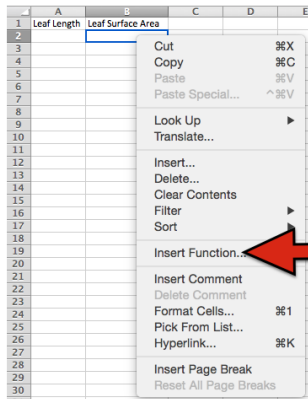 A B C D E
1 Leaf Length Leaf Surface Area
2
3
4
5
6
7
8
9
10
11
12
13
14
15
16
17
18
19
20
21
22
23
24
25
26
27
28
29
30
Cut ⌘X
Copy ⌘C
Paste ⌘V
Paste Special... ^⌘V
Look Up ▶
Translate...
Insert...
Delete...
Clear Contents
Filter ▶
Sort ▶
Insert Function...
Insert Comment
Delete Comment
Format Cells... ⌘1
Pick From List...
Hyperlink... ⌘K
Insert Page Break
Reset All Page Breaks